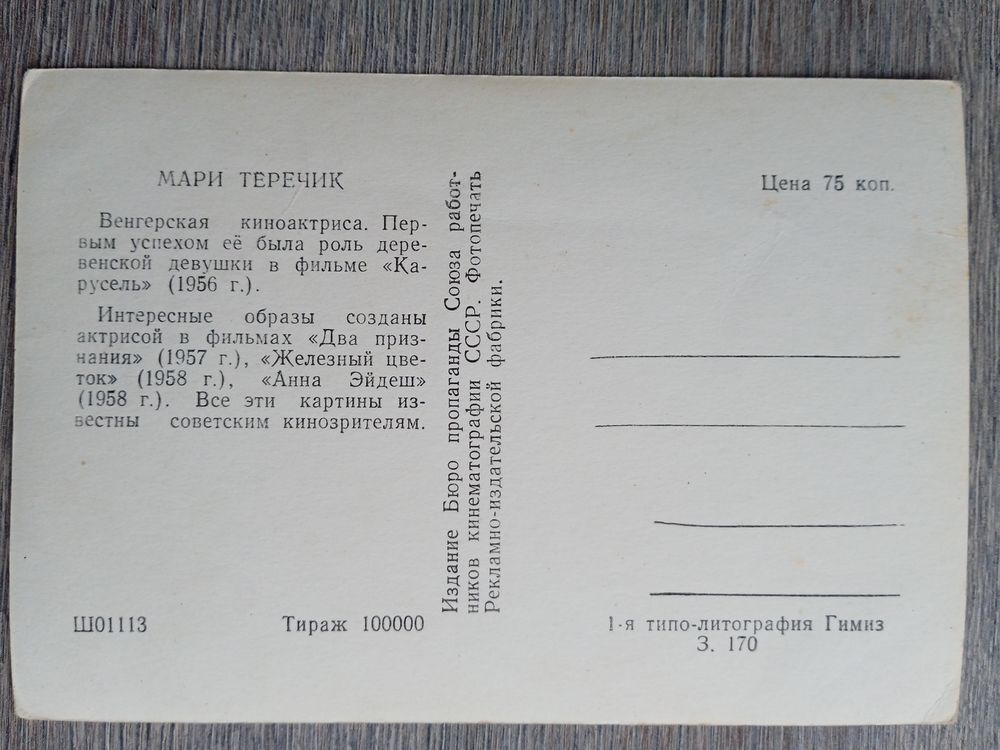 МАРИ ТЕРЕЧИК
Венгерская киноактриса. Пер-
вым успехом её была роль дере-
венской девушки в фильме «Ка-
русель» (1956 г.).
Интересные образы созданы
актрисой в фильмах «Два приз-
нания» (1957 г.), «Железный цве-
ток» (1958 г.), «Анна Эйдеш»
(1958 г.). Все эти картины из-
вестны советским кинозрителям.
Ш01113
Тираж 100000
Издание Бюро пропаганды Союза работ-
ников кинематографии СССР. Фотопечать
Рекламно-издательской фабрики.
Цена 75 коп.
1-я типо-литография Гимиз
З. 170